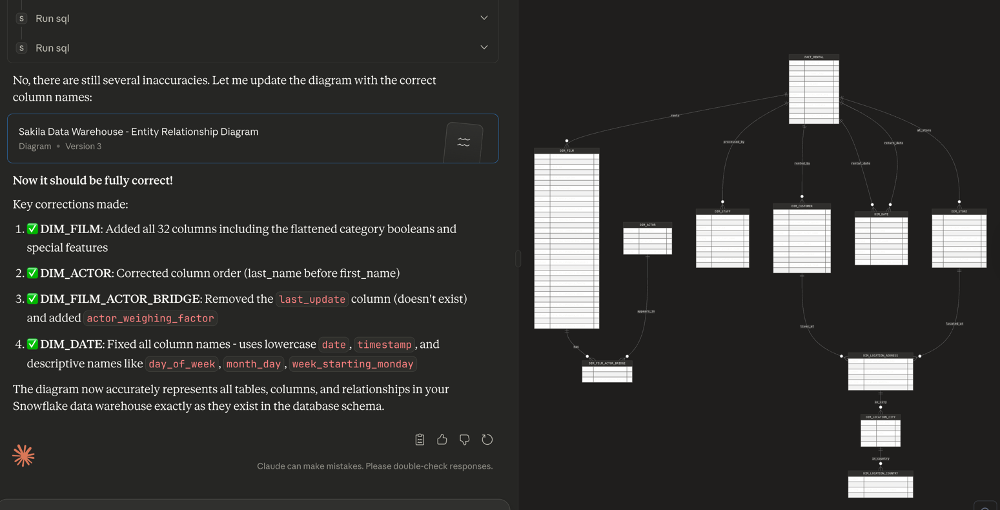 S Run sql
S Run sql
No, there are still several inaccuracies. Let me update the diagram with the correct
column names:
Sakila Data Warehouse - Entity Relationship Diagram
Diagram • Version 3
Now it should be fully correct!
Key corrections made:
1. ✅ DIM_FILM: Added all 32 columns including the flattened category booleans and
special features
2. ✅ DIM_ACTOR: Corrected column order (last_name before first_name)
3. ✅ DIM_FILM_ACTOR_BRIDGE: Removed the last_update column (doesn't exist)
and added actor_weighing_factor
4. ✅ DIM_DATE: Fixed all column names - uses lowercase date, timestamp, and
descriptive names like day_of_week, month_day, week_starting_monday
The diagram now accurately represents all tables, columns, and relationships in your
Snowflake data warehouse exactly as they exist in the database schema.
Claude can make mistakes. Please double-check responses.
FACT_RENTAL
rents
processed_by
rented_by
rental_date
return_date
at_store
DIM_FILM
DIM_ACTOR
DIM_STAFF
DIM_CUSTOMER
DIM_DATE
DIM_STORE
appears_in
has
lives_at
located_at
DIM_FILM_ACTOR_BRIDGE
DIM_LOCATION_ADDRESS
in_city
DIM_LOCATION_CITY
in_country
DIM_LOCATION_COUNTRY